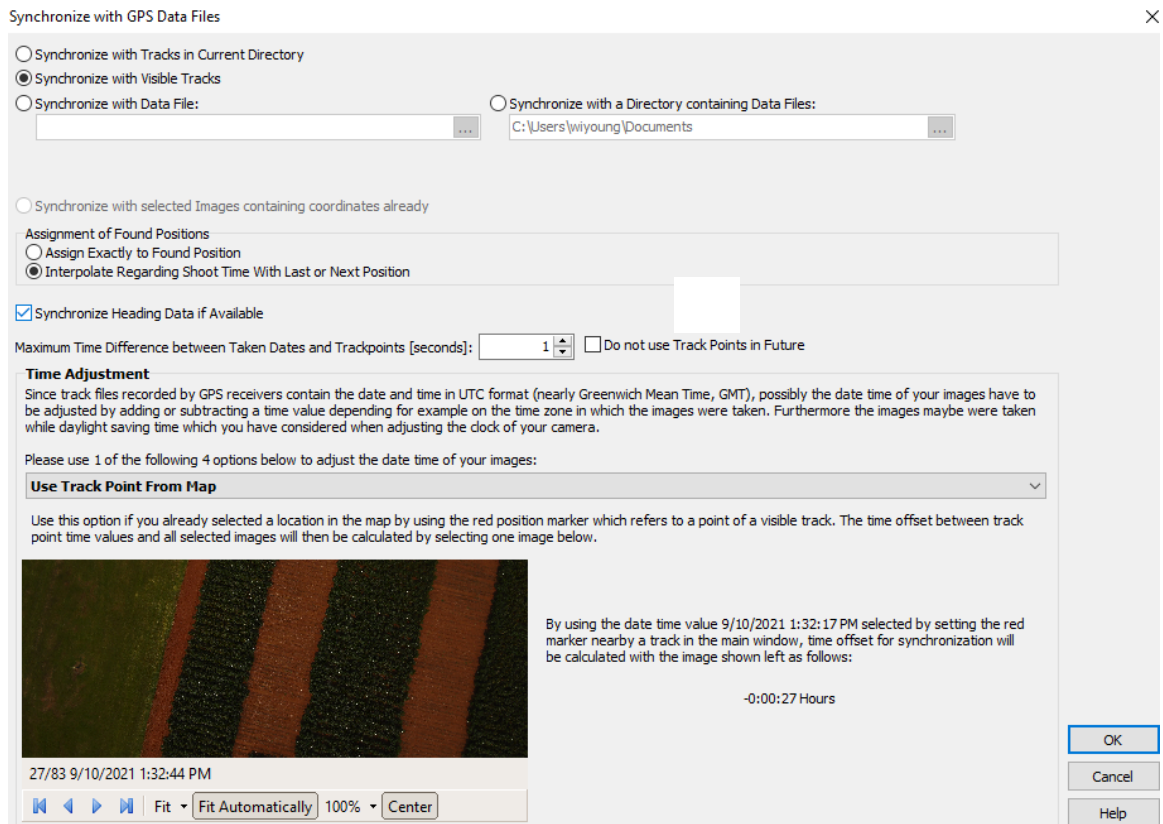 Synchronize with GPS Data Files
Synchronize with Tracks in Current Directory
Synchronize with Visible Tracks
Synchronize with Data File:
Synchronize with a Directory containing Data Files:
...
C:\Users\wiyoung\Documents
...
Synchronize with selected Images containing coordinates already
Assignment of Found Positions
Assign Exactly to Found Position
Interpolate Regarding Shoot Time With Last or Next Position
Synchronize Heading Data if Available
Maximum Time Difference between Taken Dates and Trackpoints [seconds]: 1 Do not use Track Points in Future
Time Adjustment
Since track files recorded by GPS receivers contain the date and time in UTC format (nearly Greenwich Mean Time, GMT), possibly the date time of your images have to
be adjusted by adding or subtracting a time value depending for example on the time zone in which the images were taken. Furthermore the images maybe were taken
while daylight saving time which you have considered when adjusting the clock of your camera.
Please use 1 of the following 4 options below to adjust the date time of your images:
Use Track Point From Map
Use this option if you already selected a location in the map by using the red position marker which refers to a point of a visible track. The time offset between track
point time values and all selected images will then be calculated by selecting one image below.
By using the date time value 9/10/2021 1:32:17 PM selected by setting the red
marker nearby a track in the main window, time offset for synchronization will
be calculated with the image shown left as follows:
-0:00:27 Hours
27/83 9/10/2021 1:32:44 PM
Fit Fit Automatically 100% Center
OK
Cancel
Help